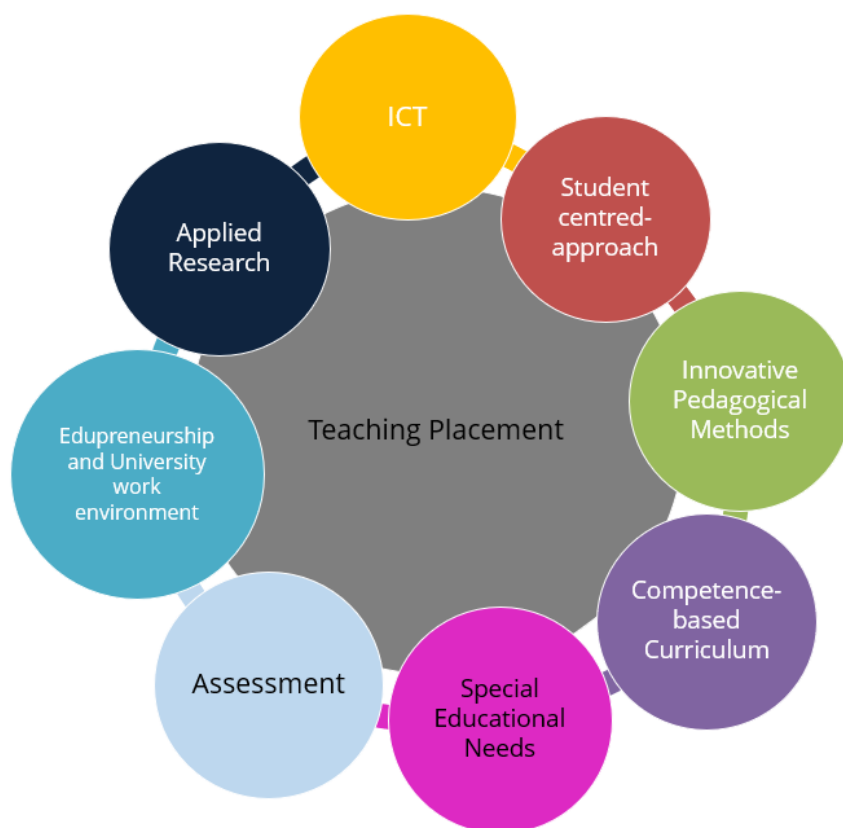 ICT
Student
centred-
approach
Innovative
Pedagogical
Methods
Competence-
based
Curriculum
Special
Educational
Needs
Assessment
Edupreneurship
and University
work
environment
Applied
Research
Teaching Placement